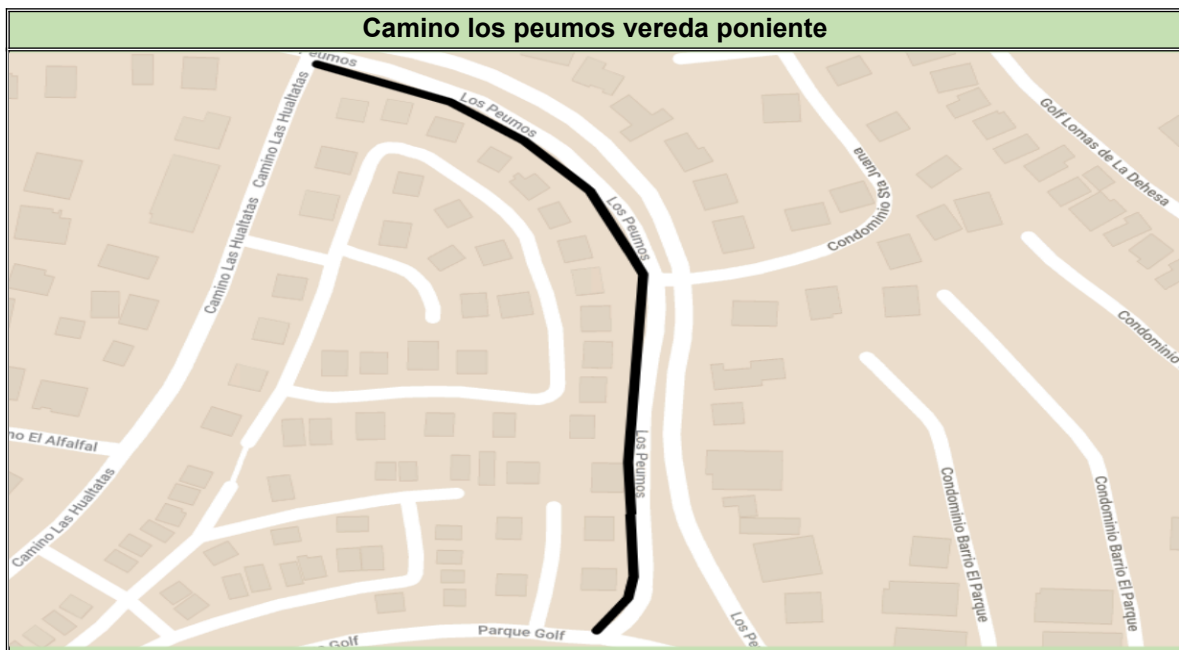 Camino los peumos vereda poniente
Peumos
Los Peumos
Camino Las Hualtatas
Golf Lomas de La Dehesa
Condominio Sta Juana
Los Peumos
Camino Las Hualtatas
Condominio
no El Alfalfal
Los Peumos
Camino Las Hualtatas
Condominio Barrio El Parque
Condominio Barrio El Parque
Parque Golf
e Golf
Los Pe